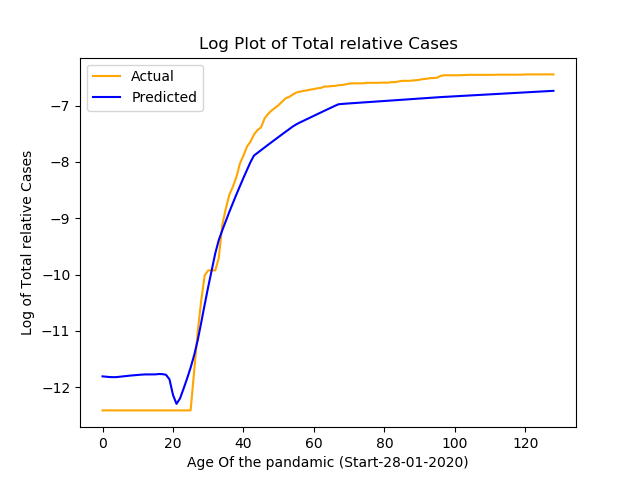 Log Plot of Total relative Cases
Actual
Predicted
Log of Total relative Cases
−7
−8
−9
−10
−11
−12
0 20 40 60 80 100 120
Age Of the pandamic (Start-28-01-2020)